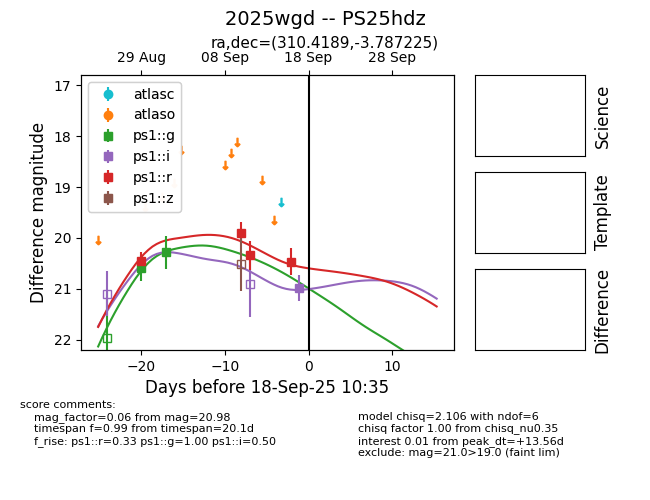 2025wgd -- PS25hdz
ra,dec=(310.4189,-3.787225)
29 Aug 08 Sep 18 Sep 28 Sep
17
18
19
20
21
22
Difference magnitude
atlasc
atlaso
ps1::g
ps1::i
ps1::r
ps1::z
−20 −10 0 10
Days before 18-Sep-25 10:35
Science
Template
Difference
score comments:
mag_factor=0.06 from mag=20.98
timespan f=0.99 from timespan=20.1d
f_rise: ps1::r=0.33 ps1::g=1.00 ps1::i=0.50
model chisq=2.106 with ndof=6
chisq factor 1.00 from chisq_nu0.35
interest 0.01 from peak_dt=+13.56d
exclude: mag=21.0>19.0 (faint lim)